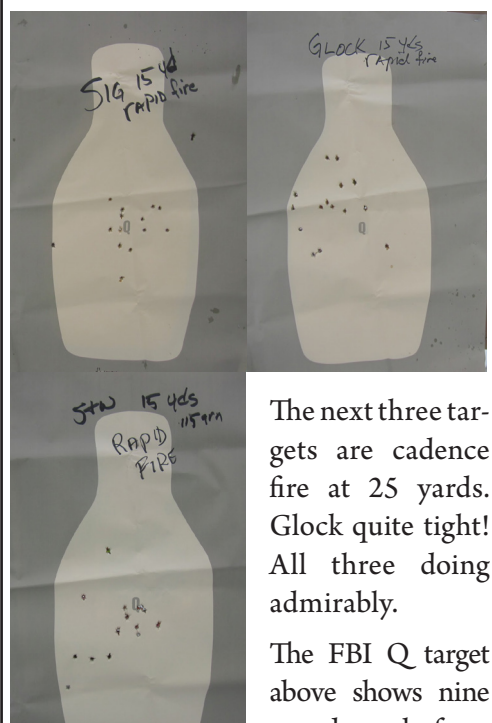 SIG 15 yd
rapid fire
GLOCK 15 yds
rapid fire
S+W 15 yds
115 grn
RAPID
FIRE
Q
Q
Q
The next three tar-
gets are cadence
fire at 25 yards.
Glock quite tight!
All three doing
admirably.
The FBI Q target
above shows nine